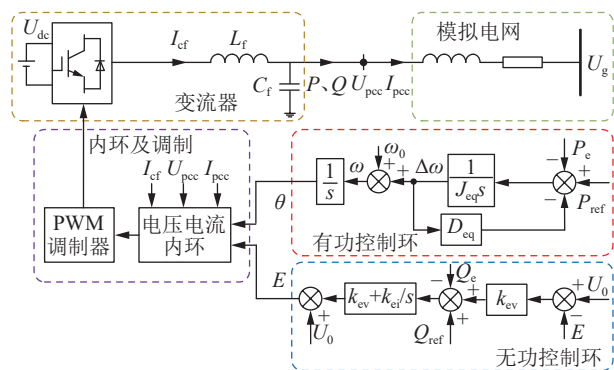 U_dc
I_cf
L_f
模拟电网
C_f
P、Q
U_pcc
I_pcc
U_g
变流器
内环及调制
I_cf
U_pcc
I_pcc
PWM
调制器
电压电流
内环
θ
1/s
ω
ω_0
+
+
Δω
1/(J_eq s)
P_e
−
+
−
P_ref
D_eq
有功控制环
E
+
U_0
k_ev+k_ei/s
Q_e
−
+
+
Q_ref
k_ev
+
U_0
−
E
无功控制环